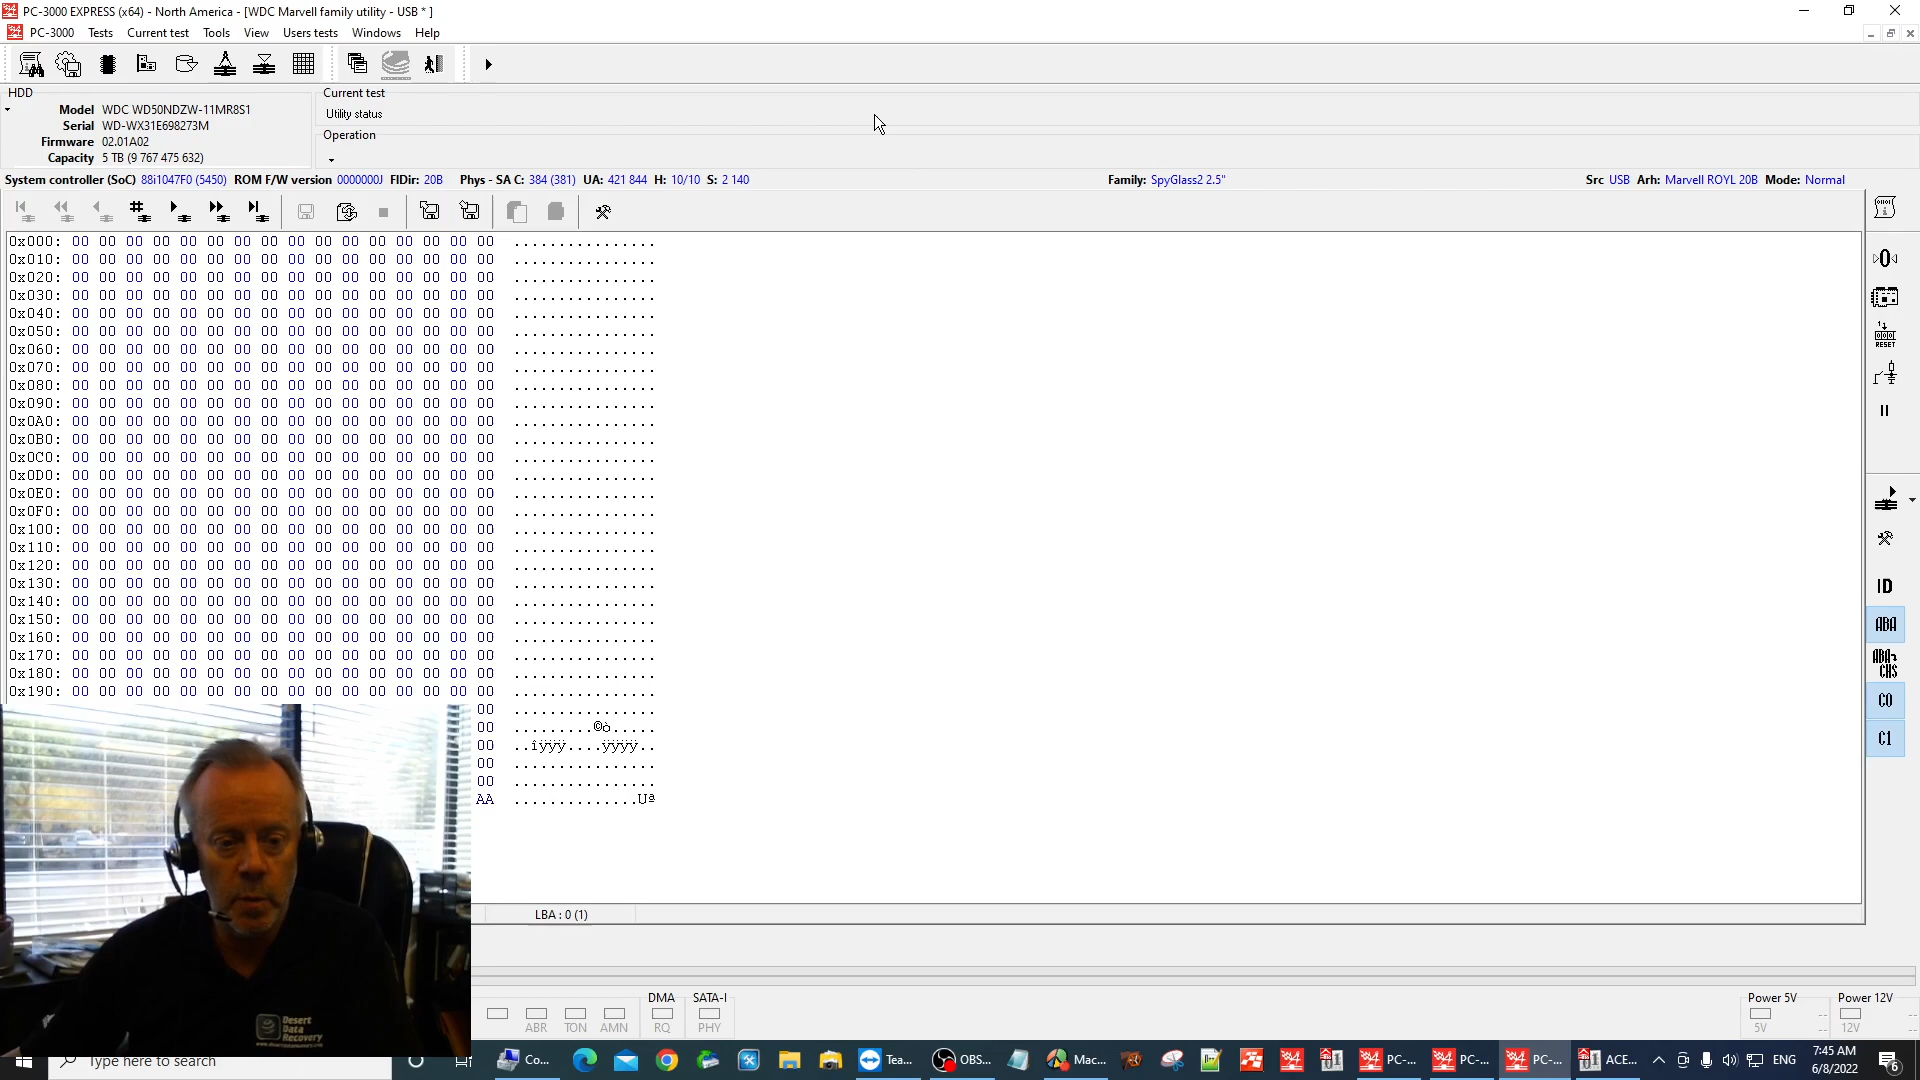 PC-3000 EXPRESS (x64) - North America - [WDC Marvell family utility - USB * ]
PC-3000 Tests Current test Tools View Users tests Windows Help
HDD
Model WDC WD50NDZW-11MR8S1
Serial WD-WX31E698273M
Firmware 02.01A02
Capacity 5 TB (9 767 475 632)
Current test
Utility status
Operation
System controller (SoC) 88i1047F0 (5450) ROM F/W version 0000000J FIDir: 20B Phys - SA C: 384 (381) UA: 421 844 H: 10/10 S: 2 140 Family: SpyGlass2 2.5" Src USB Arh: Marvell ROYL 20B Mode: Normal
0x000: 00 00 00 00 00 00 00 00 00 00 00 00 00 00 00 00 ................
0x010: 00 00 00 00 00 00 00 00 00 00 00 00 00 00 00 00 ................
0x020: 00 00 00 00 00 00 00 00 00 00 00 00 00 00 00 00 ................
0x030: 00 00 00 00 00 00 00 00 00 00 00 00 00 00 00 00 ................
0x040: 00 00 00 00 00 00 00 00 00 00 00 00 00 00 00 00 ................
0x050: 00 00 00 00 00 00 00 00 00 00 00 00 00 00 00 00 ................
0x060: 00 00 00 00 00 00 00 00 00 00 00 00 00 00 00 00 ................
0x070: 00 00 00 00 00 00 00 00 00 00 00 00 00 00 00 00 ................
0x080: 00 00 00 00 00 00 00 00 00 00 00 00 00 00 00 00 ................
0x090: 00 00 00 00 00 00 00 00 00 00 00 00 00 00 00 00 ................
0x0A0: 00 00 00 00 00 00 00 00 00 00 00 00 00 00 00 00 ................
0x0B0: 00 00 00 00 00 00 00 00 00 00 00 00 00 00 00 00 ................
0x0C0: 00 00 00 00 00 00 00 00 00 00 00 00 00 00 00 00 ................
0x0D0: 00 00 00 00 00 00 00 00 00 00 00 00 00 00 00 00 ................
0x0E0: 00 00 00 00 00 00 00 00 00 00 00 00 00 00 00 00 ................
0x0F0: 00 00 00 00 00 00 00 00 00 00 00 00 00 00 00 00 ................
0x100: 00 00 00 00 00 00 00 00 00 00 00 00 00 00 00 00 ................
0x110: 00 00 00 00 00 00 00 00 00 00 00 00 00 00 00 00 ................
0x120: 00 00 00 00 00 00 00 00 00 00 00 00 00 00 00 00 ................
0x130: 00 00 00 00 00 00 00 00 00 00 00 00 00 00 00 00 ................
0x140: 00 00 00 00 00 00 00 00 00 00 00 00 00 00 00 00 ................
0x150: 00 00 00 00 00 00 00 00 00 00 00 00 00 00 00 00 ................
0x160: 00 00 00 00 00 00 00 00 00 00 00 00 00 00 00 00 ................
0x170: 00 00 00 00 00 00 00 00 00 00 00 00 00 00 00 00 ................
0x180: 00 00 00 00 00 00 00 00 00 00 00 00 00 00 00 00 ................
0x190: 00 00 00 00 00 00 00 00 00 00 00 00 00 00 00 00 ................
00 ................
00 .........©ò.....
00 ..îÿÿÿ....ÿÿÿÿ..
00 ................
00 ................
AA ..............Uª
RESET
ID
ABA
ABA
CHS
C0
C1
LBA : 0 (1)
DMA SATA-I
ABR TON AMN RQ PHY
Power 5V Power 12V
5V -- 12V --
Desert
Data
Recovery
Type here to search
Co... Tea... OBS... Mac... PC-... PC-... PC-... ACE... ENG 7:45 AM
6/8/2022
6